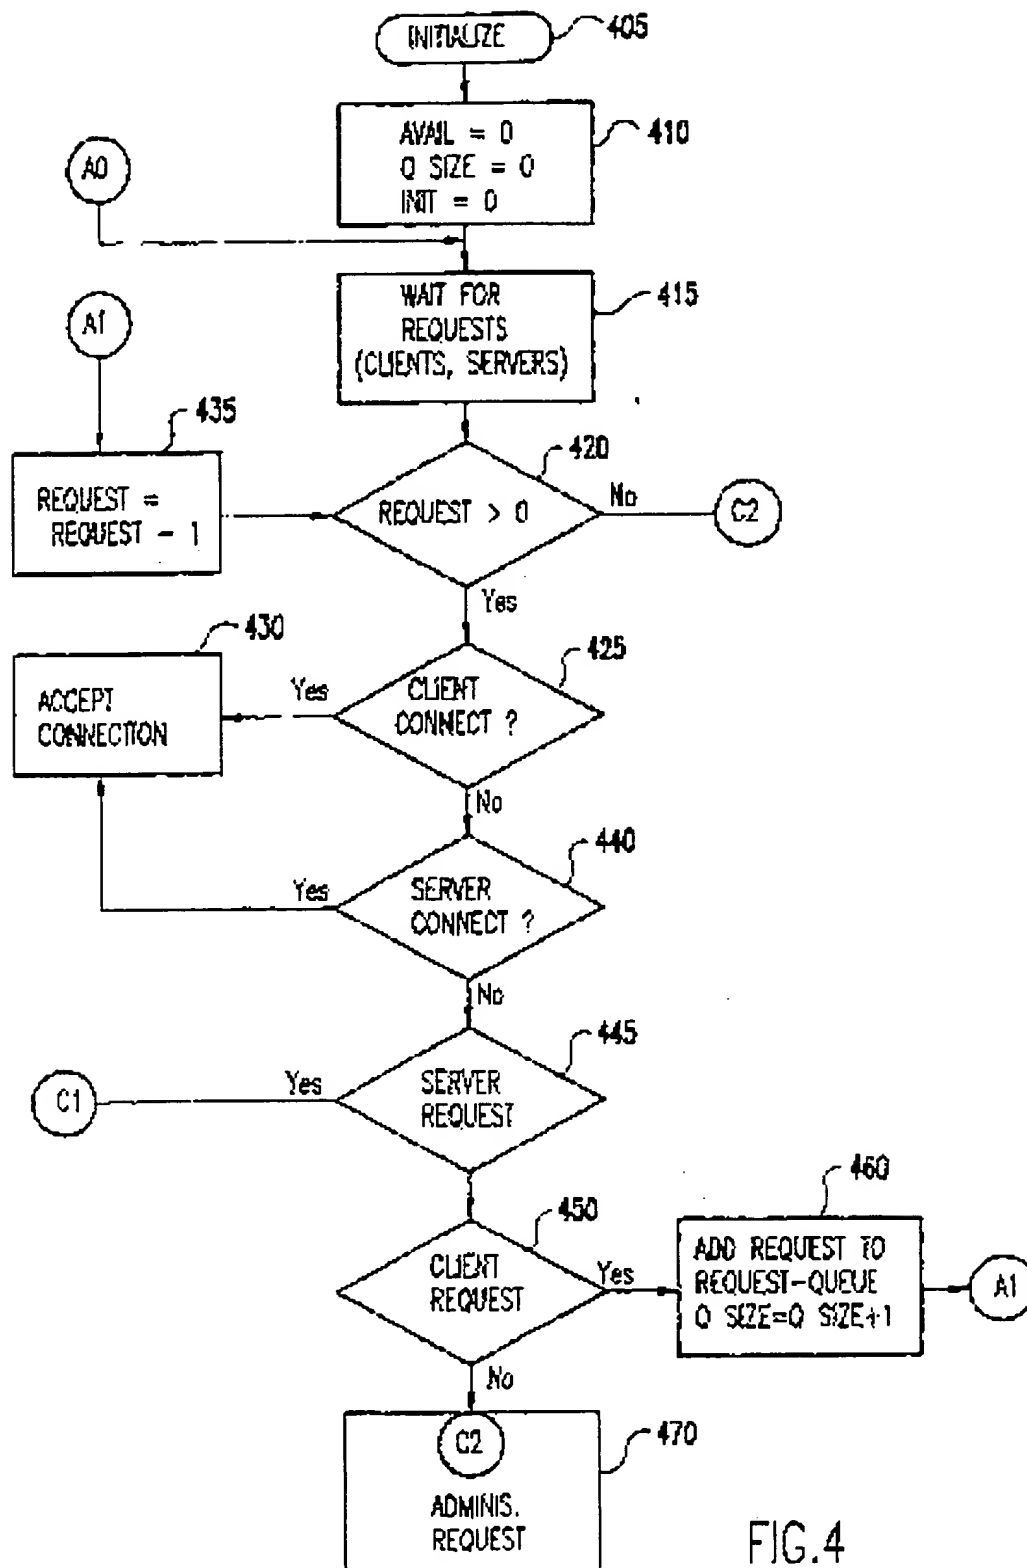 INITIALIZE
405
AVAIL = 0
Q SIZE = 0
INIT = 0
410
A0
WAIT FOR
REQUESTS
(CLIENTS, SERVERS)
415
A1
435
REQUEST =
REQUEST - 1
420
REQUEST > 0
No
C2
Yes
430
ACCEPT
CONNECTION
Yes
425
CLIENT
CONNECT ?
No
440
Yes
SERVER
CONNECT ?
No
445
C1
Yes
SERVER
REQUEST
450
CLIENT
REQUEST
Yes
460
ADD REQUEST TO
REQUEST-QUEUE
Q SIZE=Q SIZE+1
A1
No
C2
470
ADMINIS.
REQUEST
FIG.4